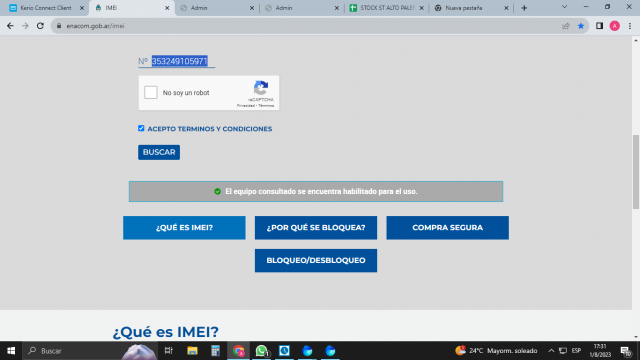 Kerio Connect Client
IMEI
Admin
Admin
STOCK ST ALTO PALER
Nueva pestaña
enacom.gob.ar/imei
A
Nº 353249105971
No soy un robot
reCAPTCHA
Privacidad - Términos
ACEPTO TERMINOS Y CONDICIONES
BUSCAR
El equipo consultado se encuentra habilitado para el uso.
¿QUÉ ES IMEI?
¿POR QUÉ SE BLOQUEA?
COMPRA SEGURA
BLOQUEO/DESBLOQUEO
¿Qué es IMEI?
Buscar
24°C Mayorm. soleado
ESP
17:31
1/8/2023